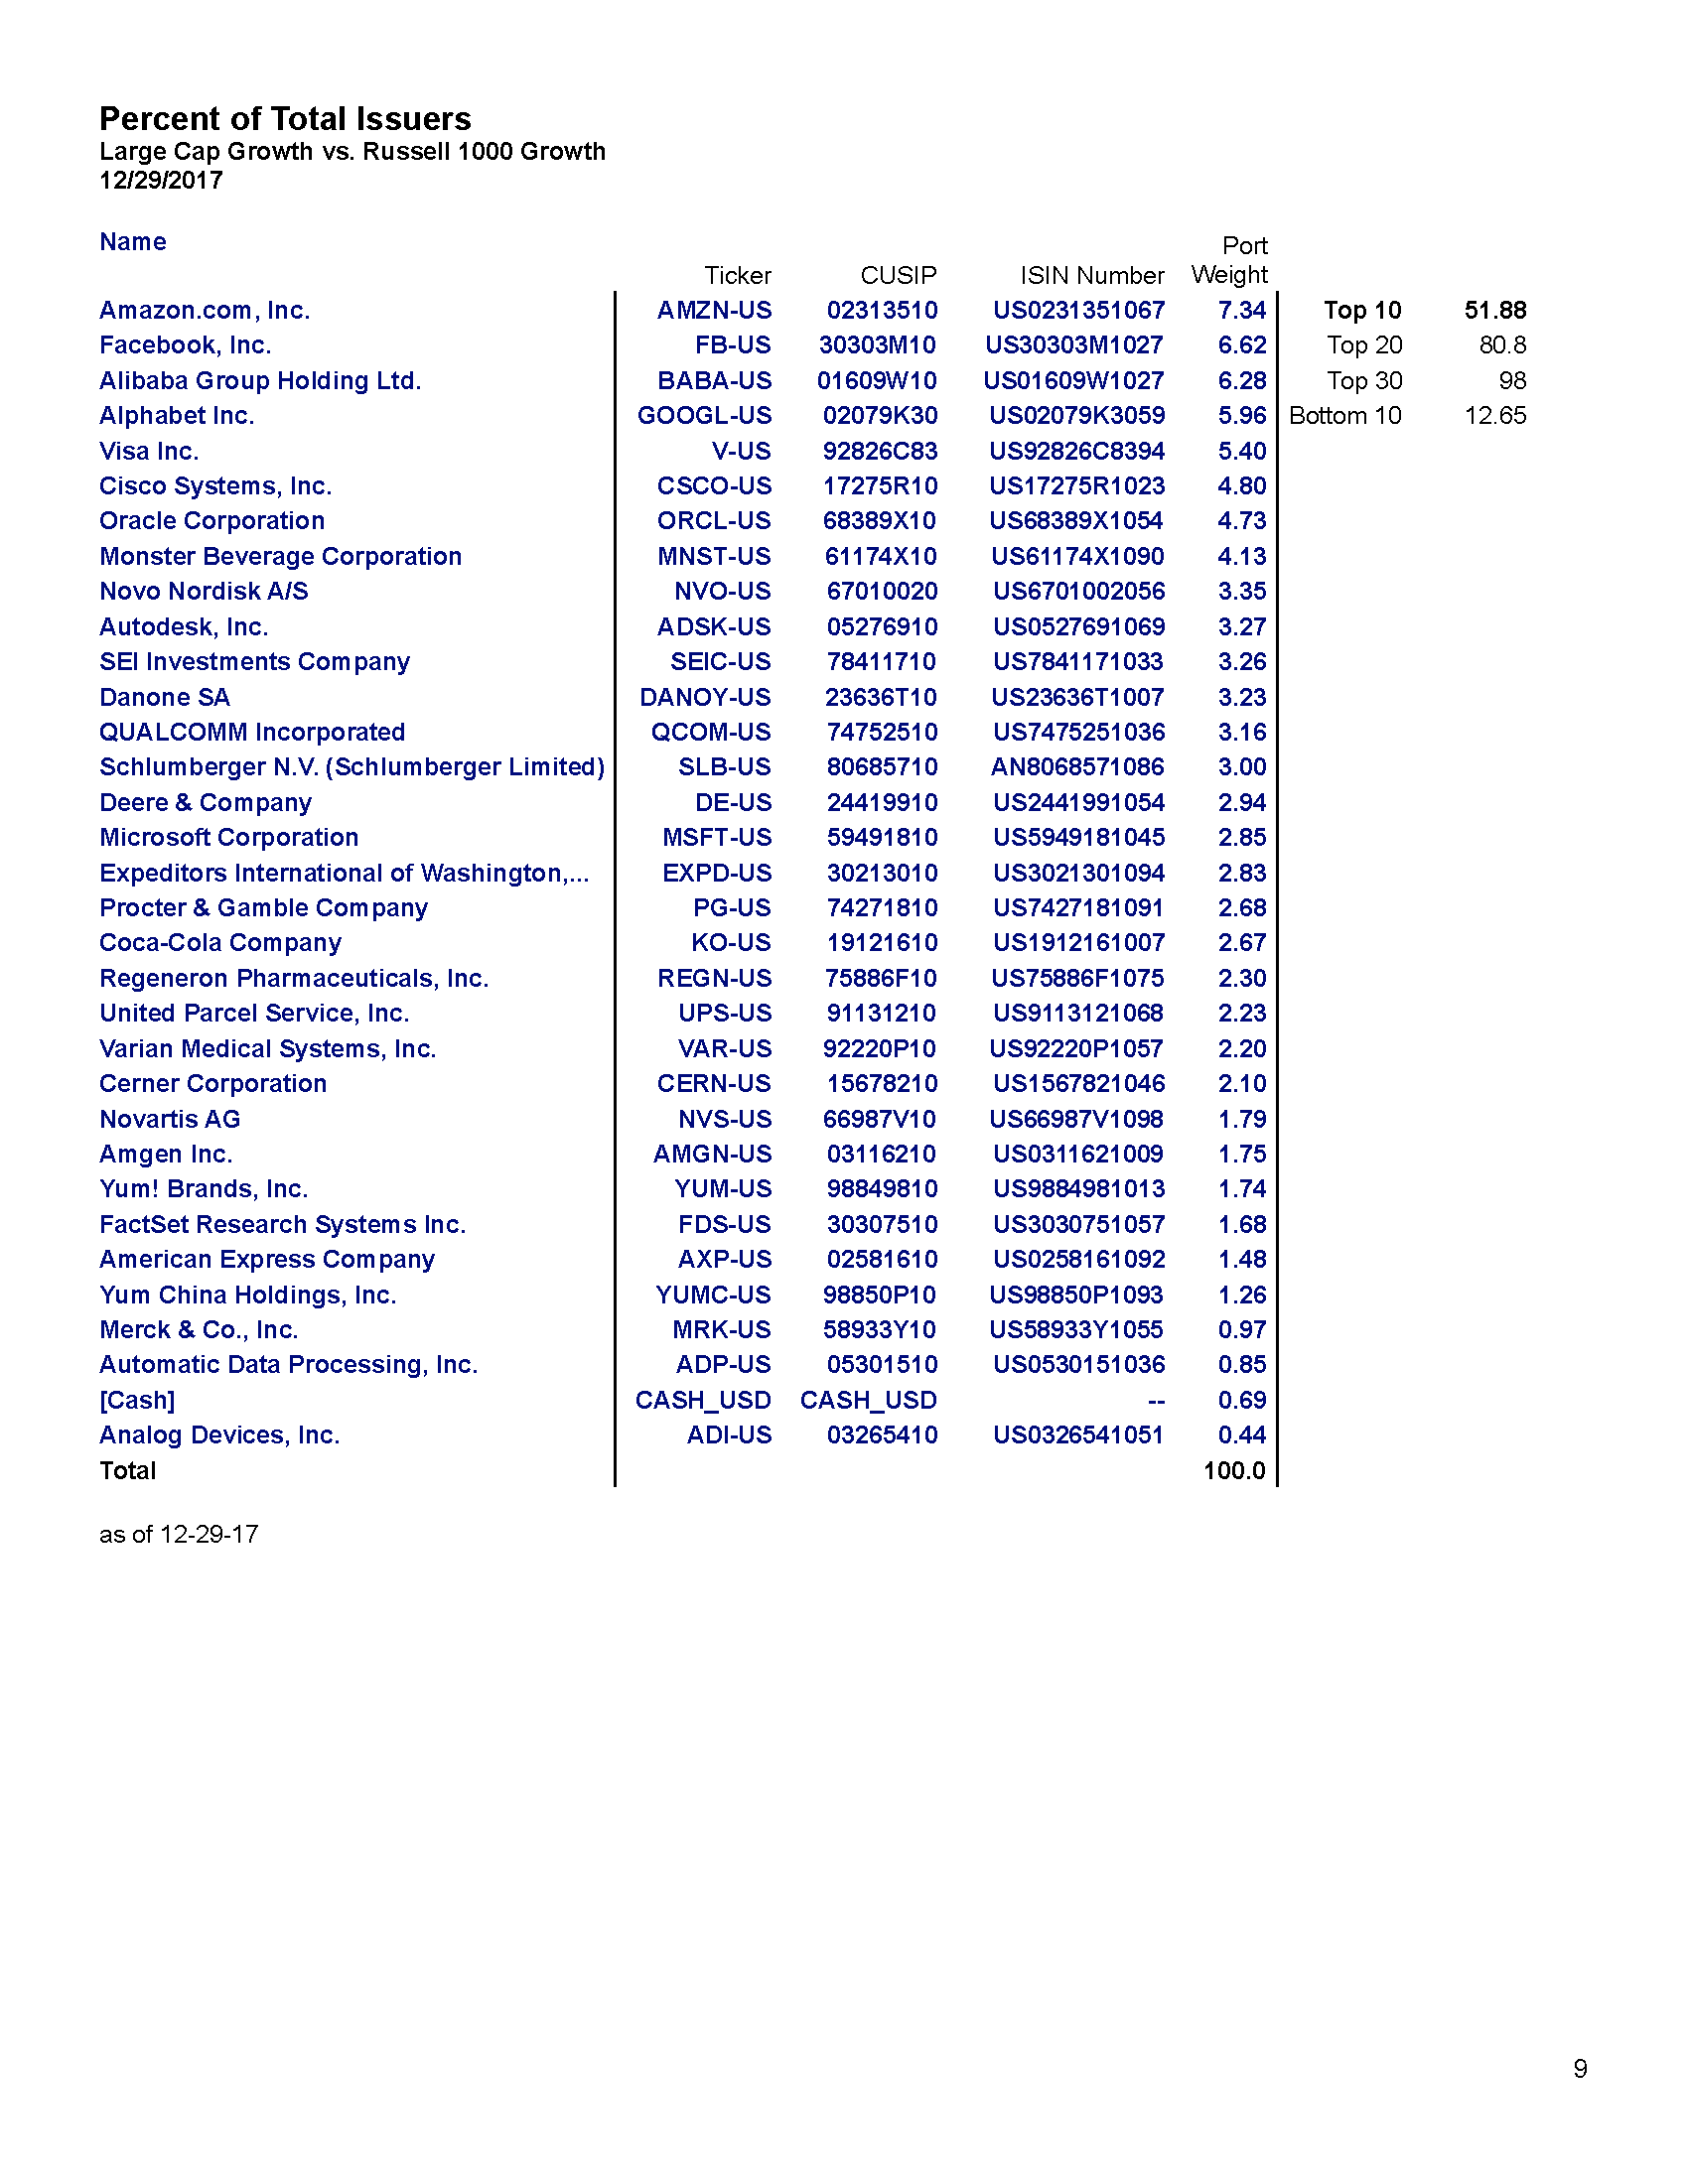 Percent of Total Issuers
Large Cap Growth vs. Russell 1000 Growth
12/29/2017
Name Ticker CUSIP ISIN Number Port Weight
Amazon.com, Inc. AMZN-US 02313510 US0231351067 7.34 Top 10 51.88
Facebook, Inc. FB-US 30303M10 US30303M1027 6.62 Top 20 80.8
Alibaba Group Holding Ltd. BABA-US 01609W10 US01609W1027 6.28 Top 30 98
Alphabet Inc. GOOGL-US 02079K30 US02079K3059 5.96 Bottom 10 12.65
Visa Inc. V-US 92826C83 US92826C8394 5.40
Cisco Systems, Inc. CSCO-US 17275R10 US17275R1023 4.80
Oracle Corporation ORCL-US 68389X10 US68389X1054 4.73
Monster Beverage Corporation MNST-US 61174X10 US61174X1090 4.13
Novo Nordisk A/S NVO-US 67010020 US6701002056 3.35
Autodesk, Inc. ADSK-US 05276910 US0527691069 3.27
SEI Investments Company SEIC-US 78411710 US7841171033 3.26
Danone SA DANOY-US 23636T10 US23636T1007 3.23
QUALCOMM Incorporated QCOM-US 74752510 US7475251036 3.16
Schlumberger N.V. (Schlumberger Limited) SLB-US 80685710 AN8068571086 3.00
Deere & Company DE-US 24419910 US2441991054 2.94
Microsoft Corporation MSFT-US 59491810 US5949181045 2.85
Expeditors International of Washington,... EXPD-US 30213010 US3021301094 2.83
Procter & Gamble Company PG-US 74271810 US7427181091 2.68
Coca-Cola Company KO-US 19121610 US1912161007 2.67
Regeneron Pharmaceuticals, Inc. REGN-US 75886F10 US75886F1075 2.30
United Parcel Service, Inc. UPS-US 91131210 US9113121068 2.23
Varian Medical Systems, Inc. VAR-US 92220P10 US92220P1057 2.20
Cerner Corporation CERN-US 15678210 US1567821046 2.10
Novartis AG NVS-US 66987V10 US66987V1098 1.79
Amgen Inc. AMGN-US 03116210 US0311621009 1.75
Yum! Brands, Inc. YUM-US 98849810 US9884981013 1.74
FactSet Research Systems Inc. FDS-US 30307510 US3030751057 1.68
American Express Company AXP-US 02581610 US0258161092 1.48
Yum China Holdings, Inc. YUMC-US 98850P10 US98850P1093 1.26
Merck & Co., Inc. MRK-US 58933Y10 US58933Y1055 0.97
Automatic Data Processing, Inc. ADP-US 05301510 US0530151036 0.85
[Cash] CASH_USD CASH_USD -- 0.69
Analog Devices, Inc. ADI-US 03265410 US0326541051 0.44
Total 100.0
as of 12-29-17
9